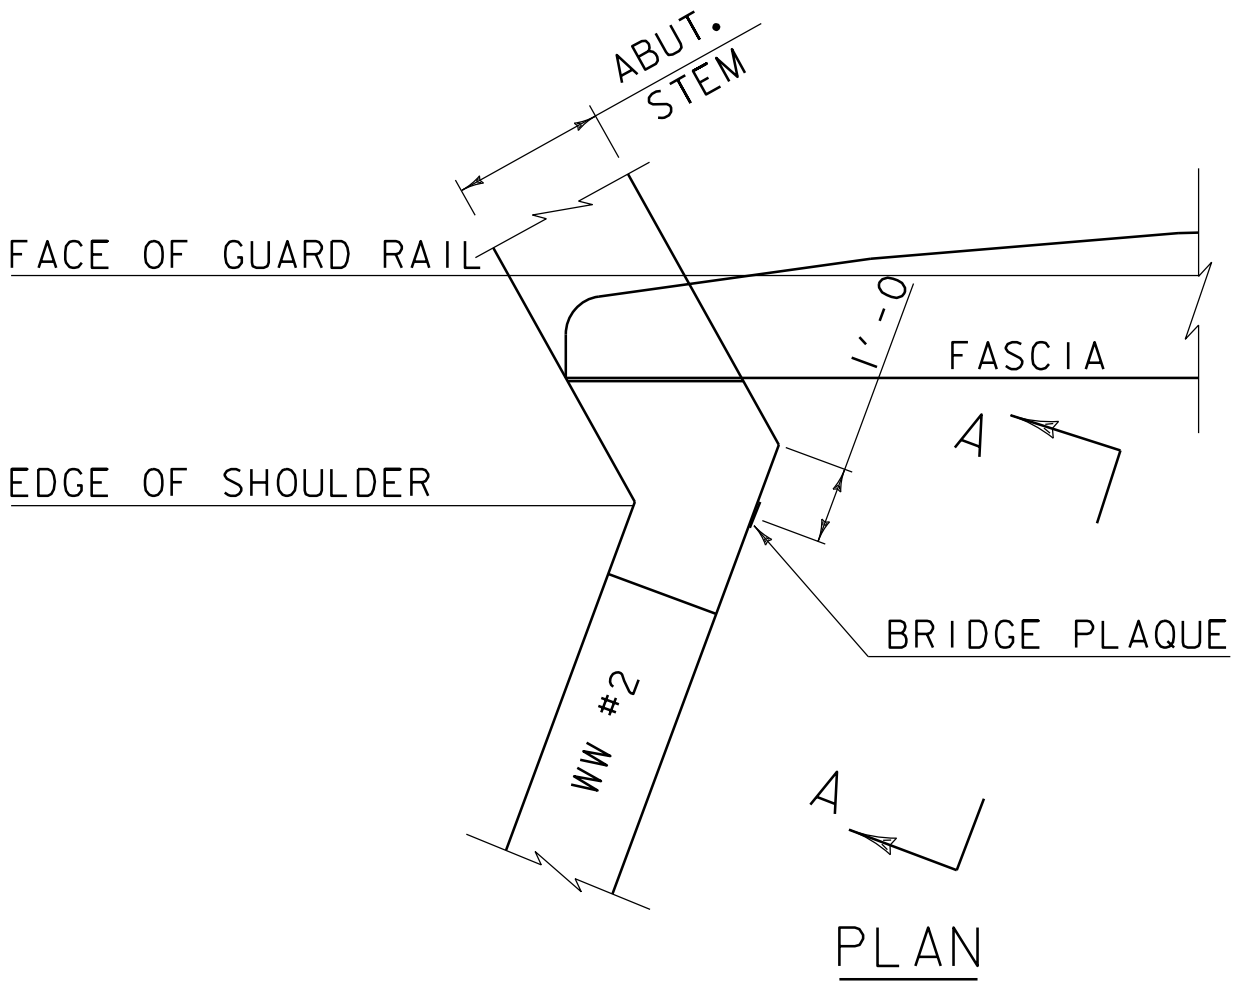 ABUT.
STEM
FACE OF GUARD RAIL
1'-0
FASCIA
A
EDGE OF SHOULDER
BRIDGE PLAQUE
WW #2
A
PLAN